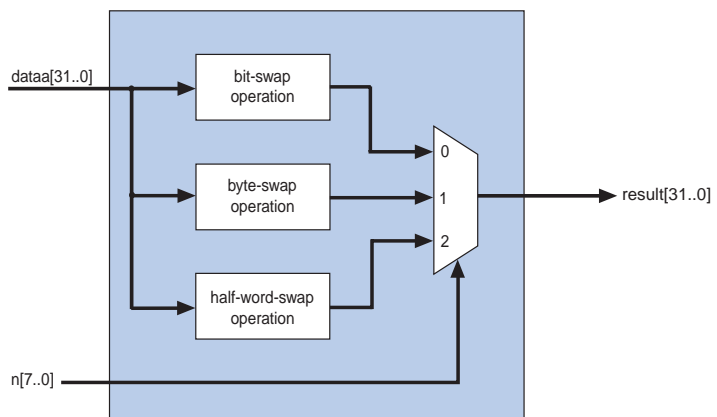 dataa[31..0]
bit-swap
operation
0
byte-swap
operation
1
result[31..0]
2
half-word-swap
operation
n[7..0]